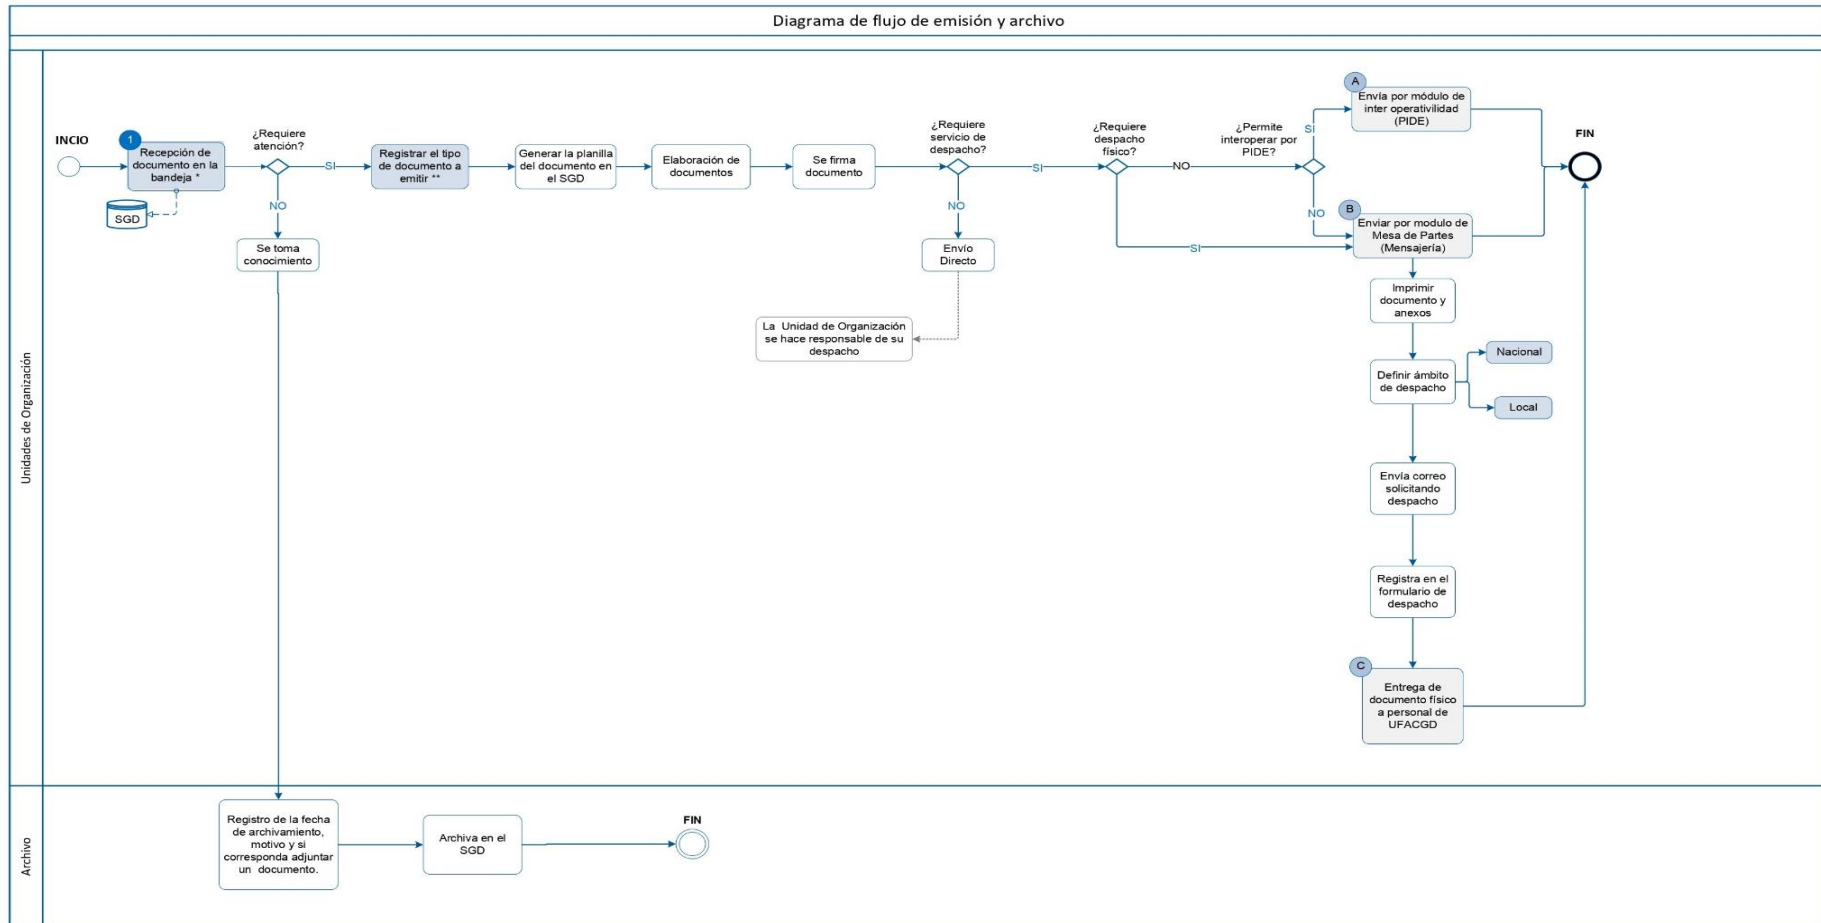 Diagrama de flujo de emisión y archivo
Unidades de Organización
INCIO
1
Recepción de
documento en la
bandeja *
SGD
¿Requiere
atención?
SI
NO
Se toma
conocimiento
Registrar el tipo
de documento a
emitir **
Generar la planilla
del documento en
el SGD
Elaboración de
documentos
Se firma
documento
¿Requiere
servicio de
despacho?
SI
NO
Envío
Directo
La Unidad de Organización
se hace responsable de su
despacho
¿Requiere
despacho
físico?
NO
SI
¿Permite
interoperar por
PIDE?
SI
NO
A
Envía por módulo de
inter operativilidad
(PIDE)
B
Enviar por modulo de
Mesa de Partes
(Mensajería)
FIN
Imprimir
documento y
anexos
Definir ámbito
de despacho
Nacional
Local
Envía correo
solicitando
despacho
Registra en el
formulario de
despacho
C
Entrega de
documento físico
a personal de
UFACGD
Archivo
Registro de la fecha
de archivamiento,
motivo y si
corresponda adjuntar
un documento.
Archiva en el
SGD
FIN